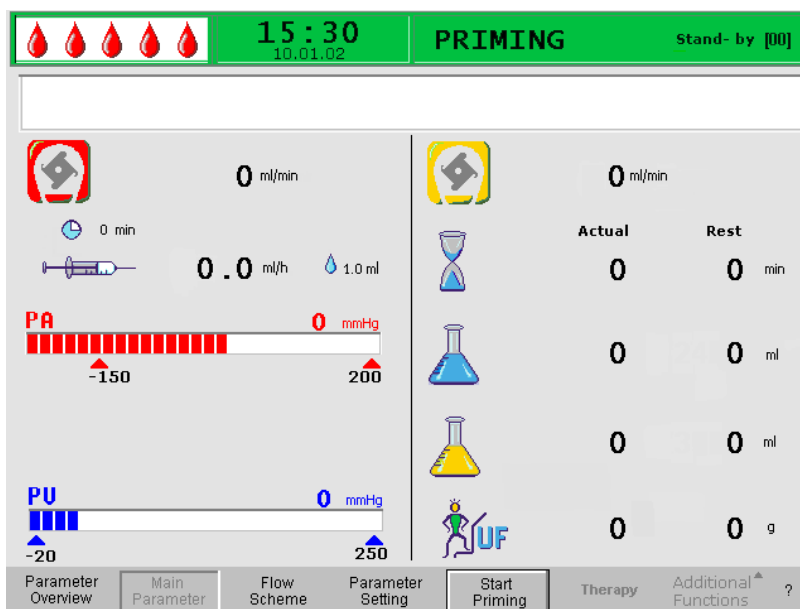 15:30
10.01.02
PRIMING
Stand- by [00]
0 ml/min
0 min
0.0 ml/h
1.0 ml
PA 0 mmHg
-150 200
PV 0 mmHg
-20 250
0 ml/min
Actual Rest
0 0 min
0 0 ml
0 0 ml
UF 0 0 g
Parameter Overview
Main Parameter
Flow Scheme
Parameter Setting
Start Priming
Therapy
Additional Functions
?